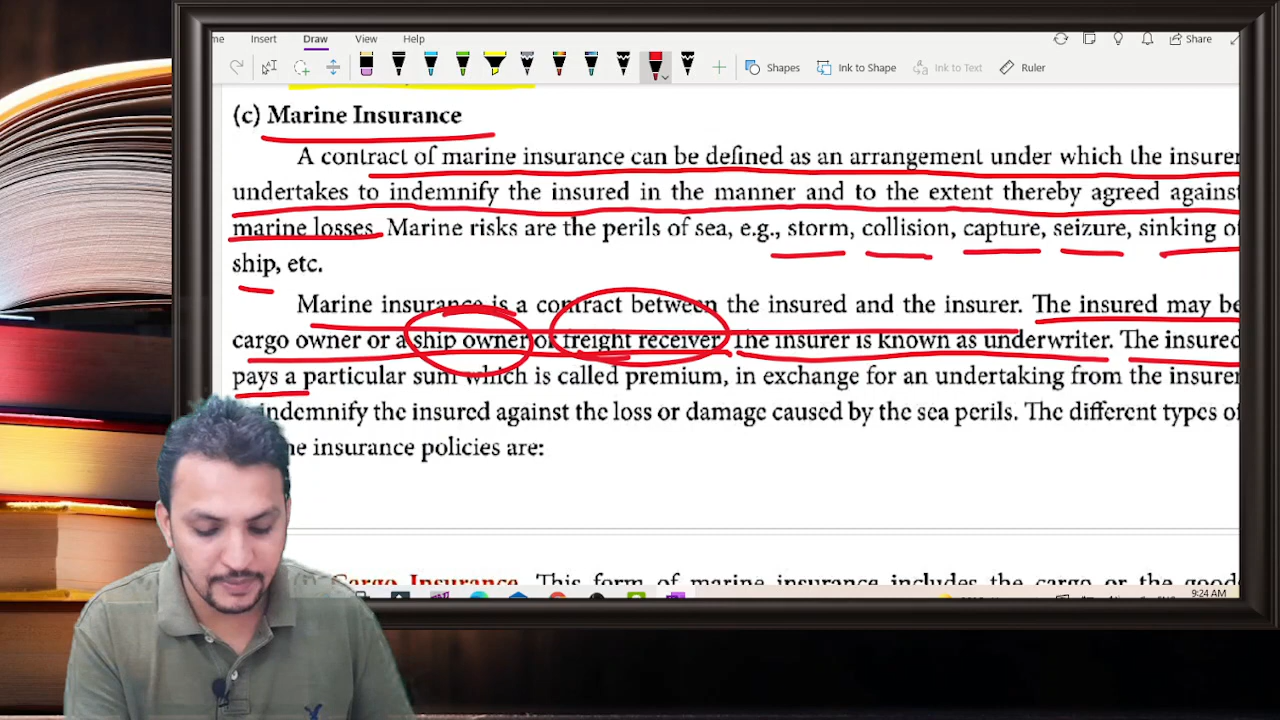 me Insert Draw View Help Share
Shapes Ink to Shape Ink to Text Ruler
(c) Marine Insurance
A contract of marine insurance can be defined as an arrangement under which the insurer
undertakes to indemnify the insured in the manner and to the extent thereby agreed against
marine losses. Marine risks are the perils of sea, e.g., storm, collision, capture, seizure, sinking of
ship, etc.
Marine insurance is a contract between the insured and the insurer. The insured may be
cargo owner or a ship owner or freight receiver. The insurer is known as underwriter. The insured
pays a particular sum which is called premium, in exchange for an undertaking from the insurer
indemnify the insured against the loss or damage caused by the sea perils. The different types of
ne insurance policies are:
Cargo Insurance. This form of marine insurance includes the cargo or the goods
9:24 AM